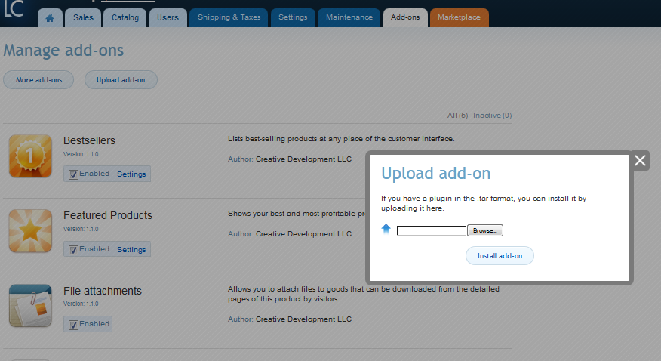 LC
Sales
Catalog
Users
Shipping & Taxes
Settings
Maintenance
Add-ons
Marketplace
Manage add-ons
More add-ons
Upload add-on
Inactive (0)
Bestsellers
Version: 1.1.0
Enabled
Settings
Lists best-selling products at any place of the customer interface.
Author: Creative Development LLC
Featured Products
Version: 1.1.0
Enabled
Settings
Shows your best and most profitable
Author: Creative Development LLC
File attachments
Version: 1.1.0
Enabled
Allows you to attach files to goods that can be downloaded from the detailed
pages of this product by visitors.
Author: Creative Development LLC
Upload add-on
If you have a plugin in the .tar format, you can install it by
uploading it here.
Browse...
Install add-on